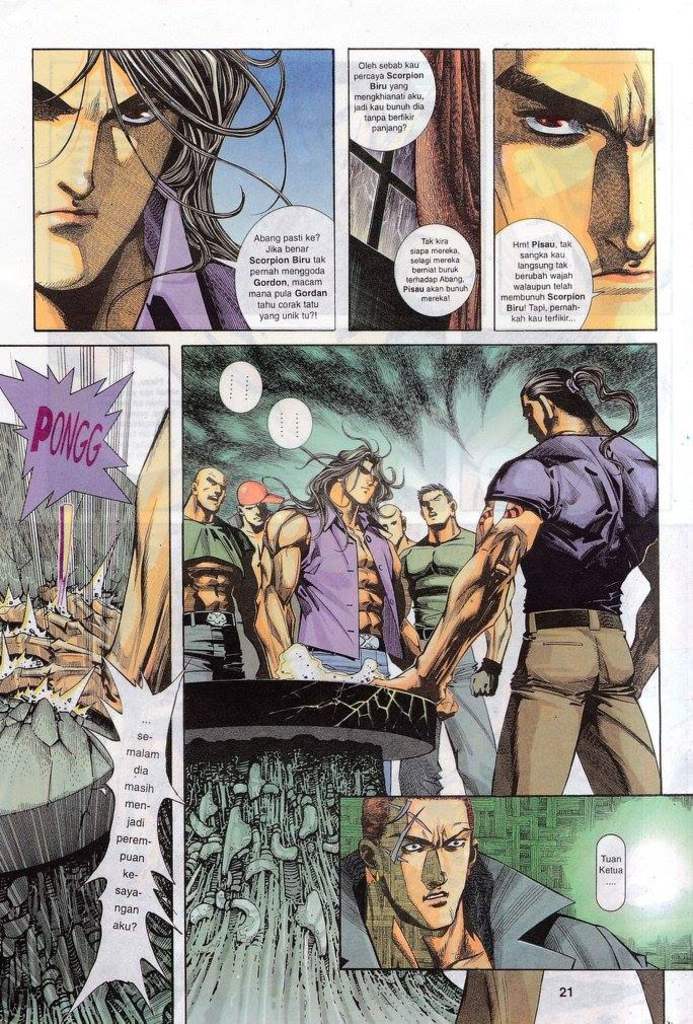 Abang pasti ke?
Jika benar
Scorpion Biru tak
pernah menggoda
Gordon, macam
mana pula Gordan
tahu corak tatu
yang unik tu?!
Oleh sebab kau
percaya Scorpion
Biru yang
mengkhianati aku,
jadi kau bunuh dia
tanpa berfikir
panjang?
Tak kira
siapa mereka,
selagi mereka
berniat buruk
terhadap Abang,
Pisau akan bunuh
mereka!
Hm! Pisau, tak
sangka kau
langsung tak
berubah wajah
walaupun telah
membunuh Scorpion
Biru! Tapi, pernah-
kah kau terfikir...
PONGG
...
se-
malam
dia
masih
men-
jadi
perem-
puan
ke-
saya-
ngan
aku?
......
......
Tuan
Ketua
....
21